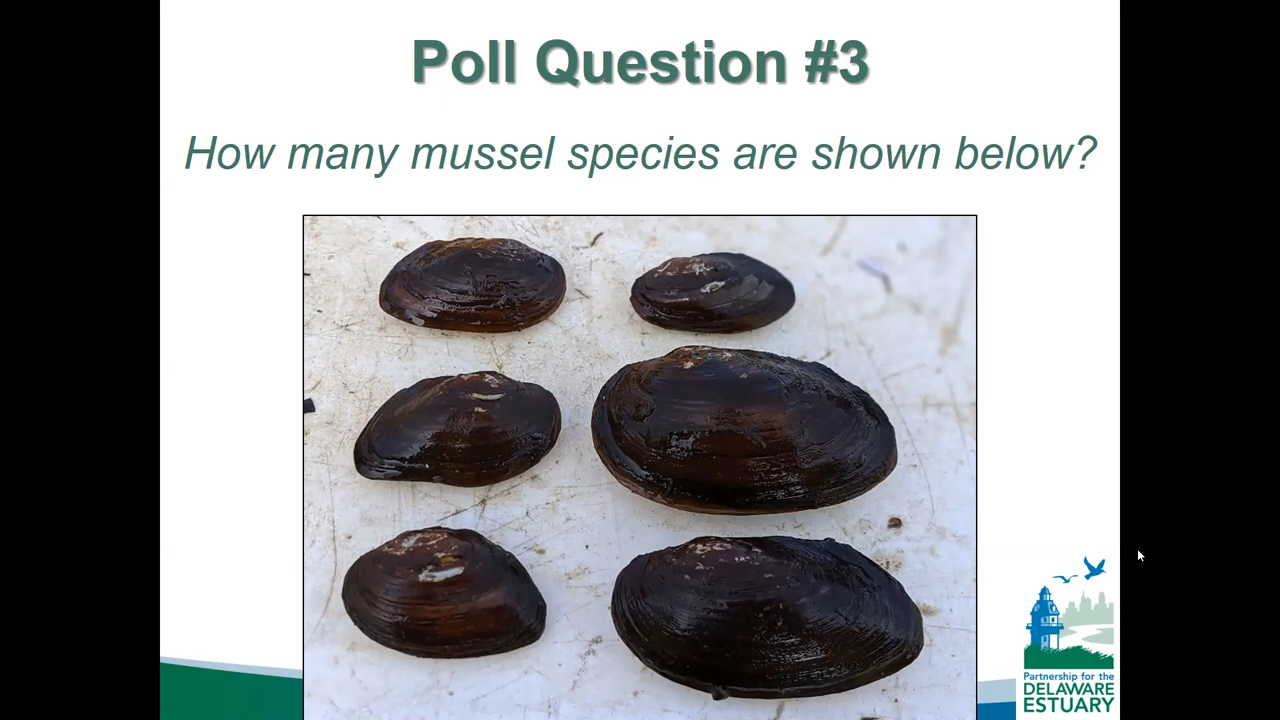 Poll Question #3
How many mussel species are shown below?
Partnership for the
DELAWARE
ESTUARY